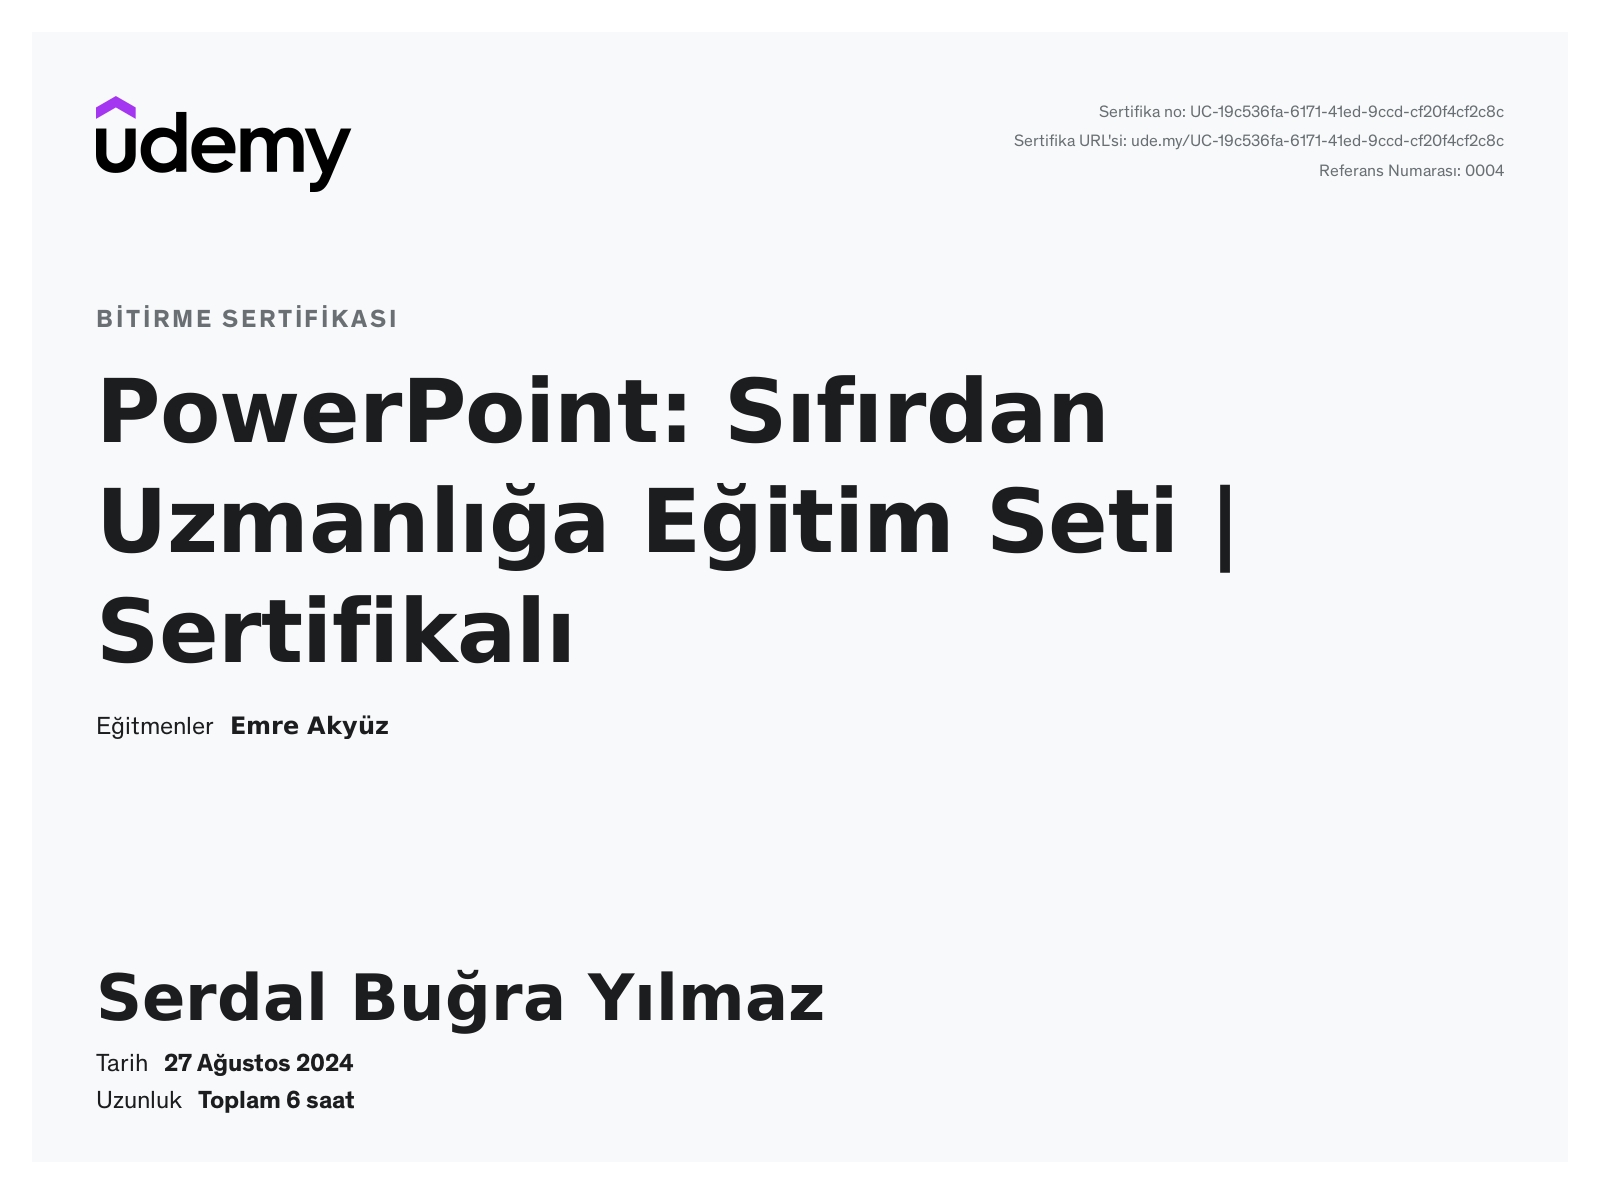 udemy
Sertifika no: UC-19c536fa-6171-41ed-9ccd-cf20f4cf2c8c
Sertifika URL'si: ude.my/UC-19c536fa-6171-41ed-9ccd-cf20f4cf2c8c
Referans Numarası: 0004
BİTİRME SERTİFİKASI
PowerPoint: Sıfırdan
Uzmanlığa Eğitim Seti |
Sertifikalı
Eğitmenler Emre Akyüz
Serdal Buğra Yılmaz
Tarih 27 Ağustos 2024
Uzunluk Toplam 6 saat